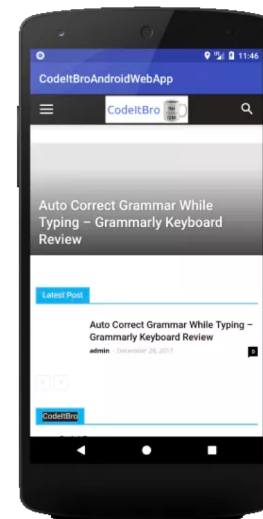 11:46
CodeItBroAndroidWebApp
CodeItBro
Auto Correct Grammar While
Typing – Grammarly Keyboard
Review
Latest Post
Auto Correct Grammar While Typing –
Grammarly Keyboard Review
admin - December 26, 2017
0
CodeItBro